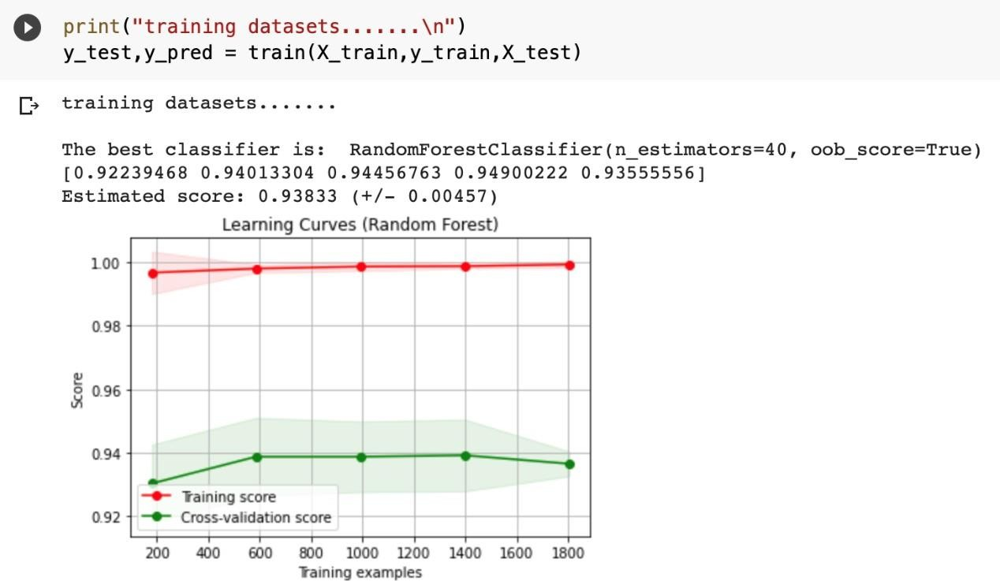 print("training datasets.......\n")
y_test,y_pred = train(X_train,y_train,X_test)
training datasets.......
The best classifier is:  RandomForestClassifier(n_estimators=40, oob_score=True)
[0.92239468 0.94013304 0.94456763 0.94900222 0.93555556]
Estimated score: 0.93833 (+/- 0.00457)
Learning Curves (Random Forest)
1.00
0.98
0.96
0.94
0.92
Score
Training score
Cross-validation score
200 400 600 800 1000 1200 1400 1600 1800
Training examples